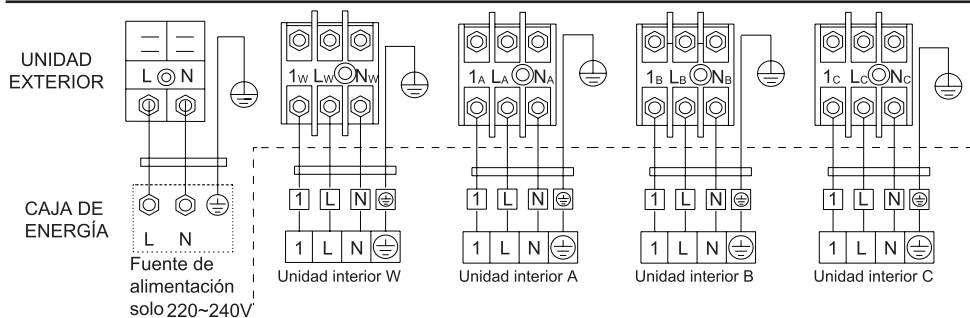 UNIDAD
EXTERIOR
L N
1W LW NW
1A LA NA
1B LB NB
1C LC NC
CAJA DE
ENERGÍA
L N
1 L N
1 L N
1 L N
1 L N
1 L N
1 L N
1 L N
1 L N
Fuente de
alimentación
solo 220~240V
Unidad interior W
Unidad interior A
Unidad interior B
Unidad interior C